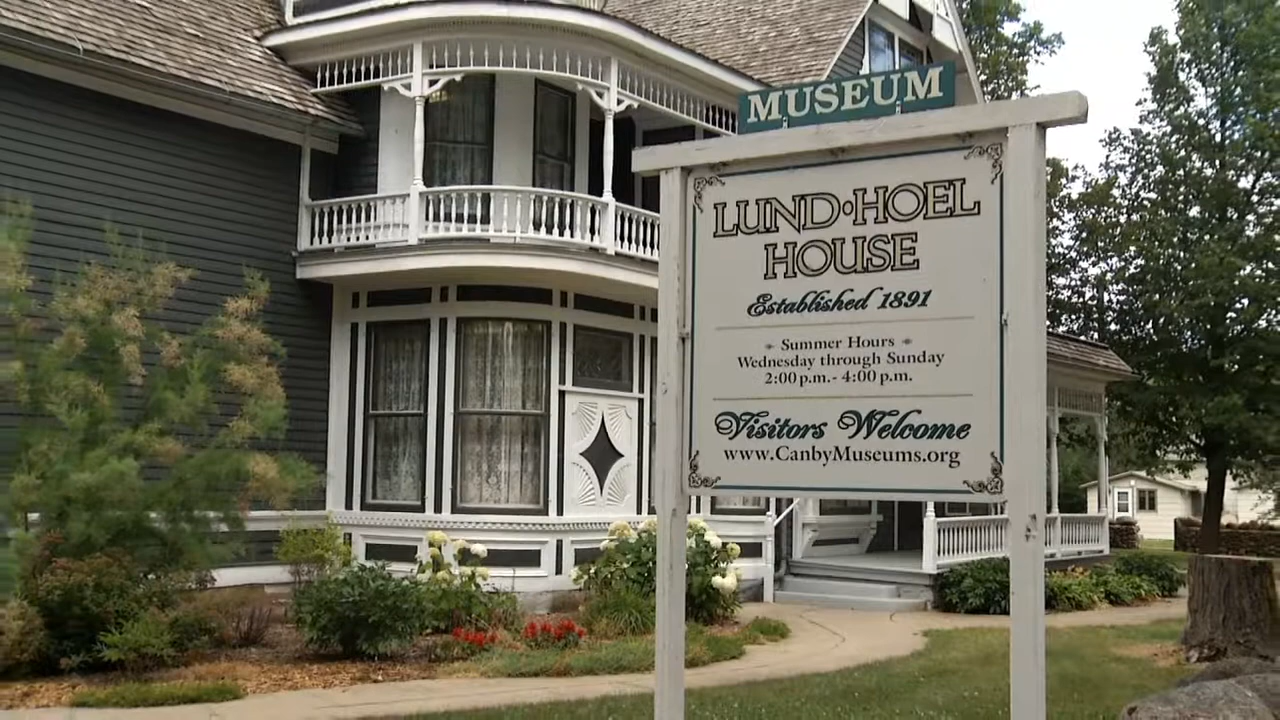 MUSEUM
LUND·HOEL
HOUSE
Established 1891
Summer Hours
Wednesday through Sunday
2:00 p.m. - 4:00 p.m.
Visitors Welcome
www.CanbyMuseums.org